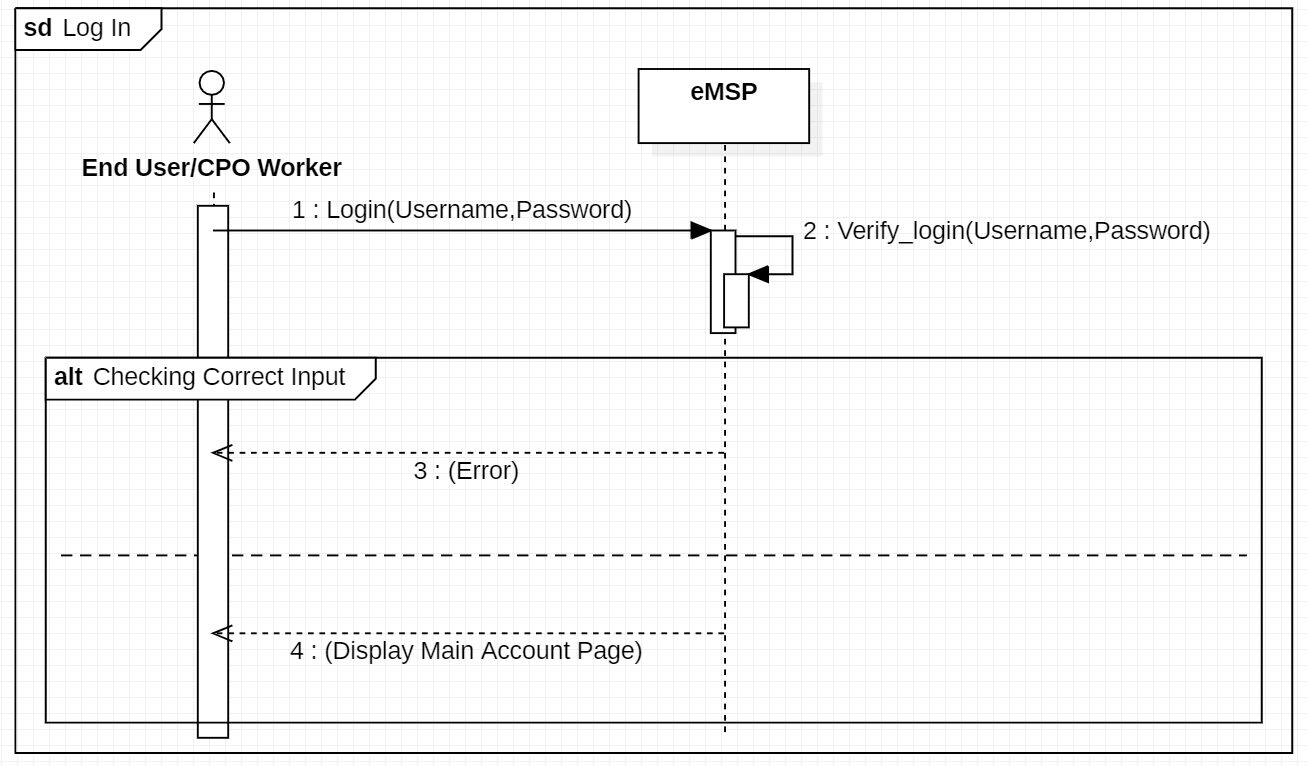 sd Log In
eMSP
End User/CPO Worker
1 : Login(Username,Password)
2 : Verify_login(Username,Password)
alt Checking Correct Input
3 : (Error)
4 : (Display Main Account Page)